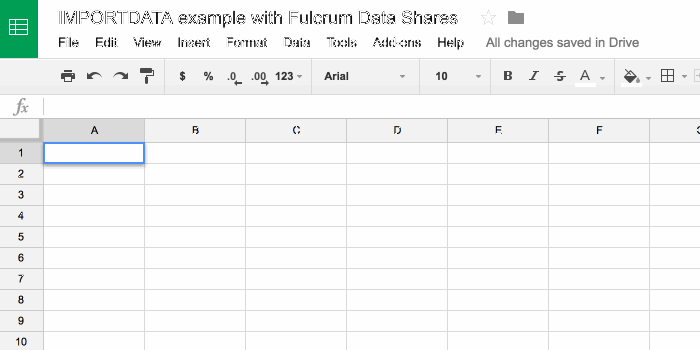 IMPORTDATA example with Fulcrum Data Shares
File Edit View Insert Format Data Tools Add-ons Help All changes saved in Drive
$ % .0 .00 123 Arial 10 B I S A
fx
A B C D E F
1
2
3
4
5
6
7
8
9
10